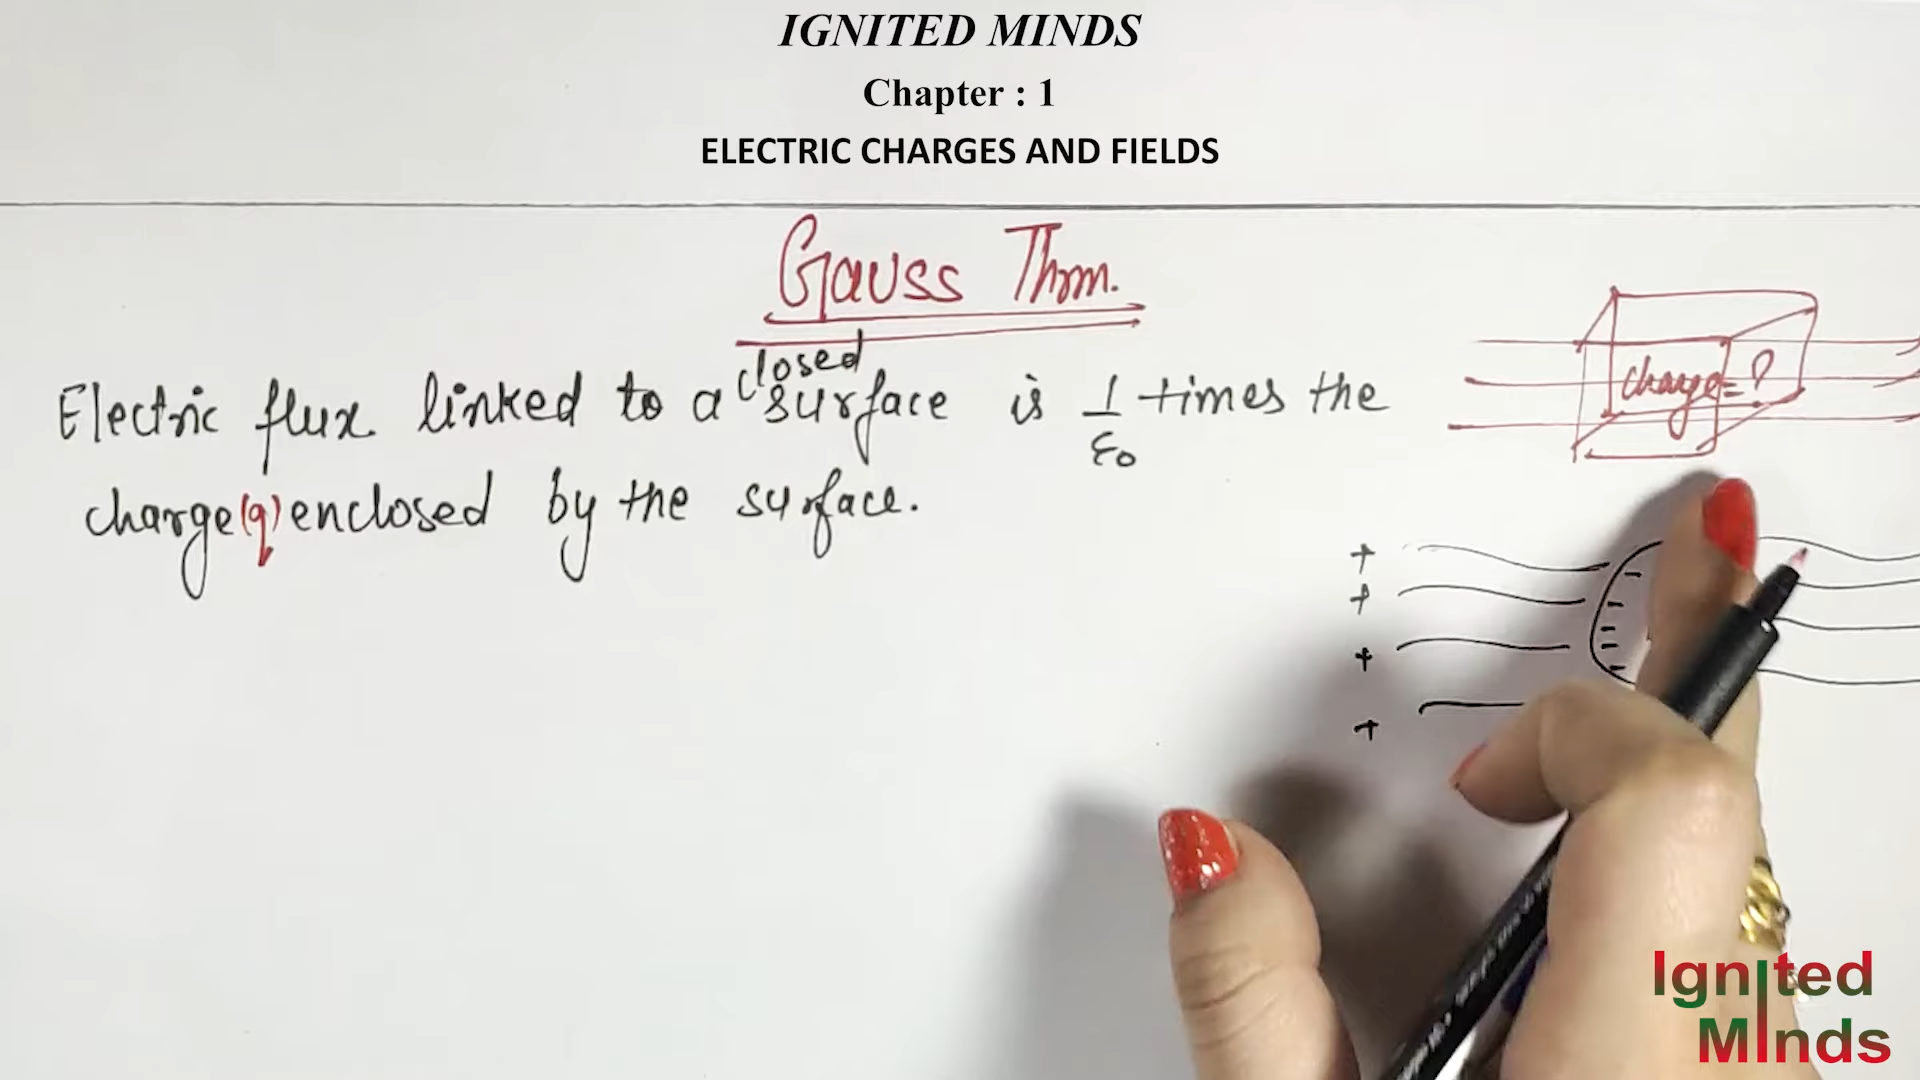 IGNITED MINDS
Chapter : 1
ELECTRIC CHARGES AND FIELDS
Gauss Thrm.
closed
Electric flux linked to a surface is 1/ε0 times the
charge(q) enclosed by the surface.
charge=?
+
+
+
+
Ignited
Minds